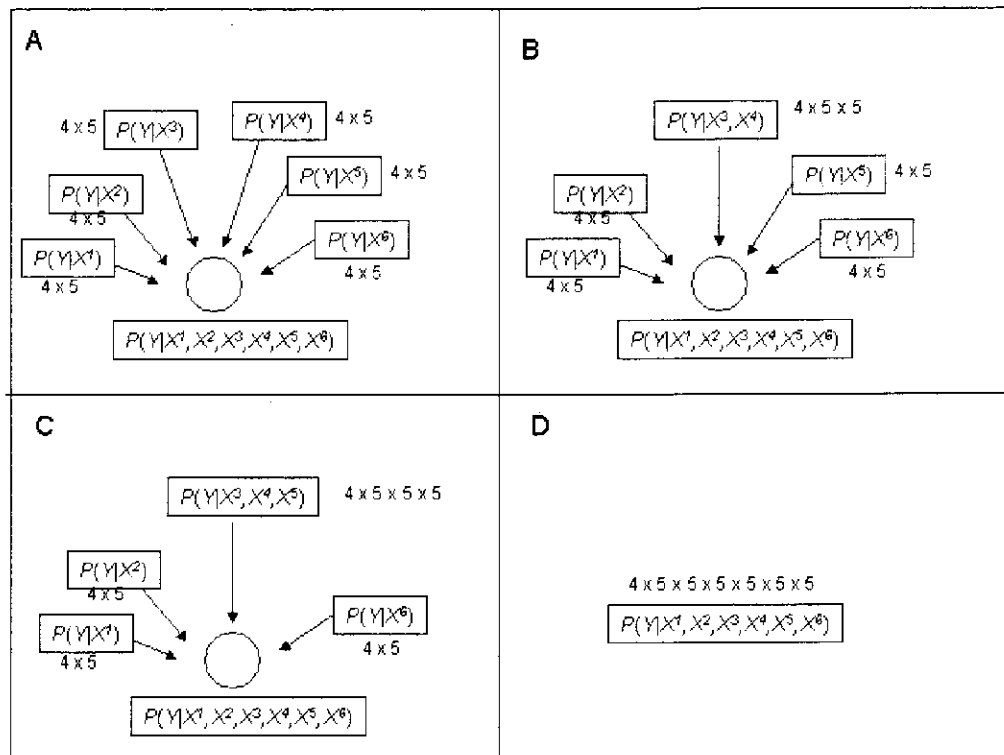 A
4 x 5 P(Y|X³) P(Y|X⁴) 4 x 5
P(Y|X²) P(Y|X⁵) 4 x 5
4 x 5
P(Y|X¹) P(Y|X⁶)
4 x 5 4 x 5
P(Y|X¹, X², X³, X⁴, X⁵, X⁶)
B
P(Y|X³, X⁴) 4 x 5 x 5
P(Y|X²) P(Y|X⁵) 4 x 5
4 x 5
P(Y|X¹) P(Y|X⁶)
4 x 5 4 x 5
P(Y|X¹, X², X³, X⁴, X⁵, X⁶)
C
P(Y|X³, X⁴, X⁵) 4 x 5 x 5 x 5
P(Y|X²)
4 x 5
P(Y|X¹) P(Y|X⁶)
4 x 5 4 x 5
P(Y|X¹, X², X³, X⁴, X⁵, X⁶)
D
4 x 5 x 5 x 5 x 5 x 5 x 5
P(Y|X¹, X², X³, X⁴, X⁵, X⁶)